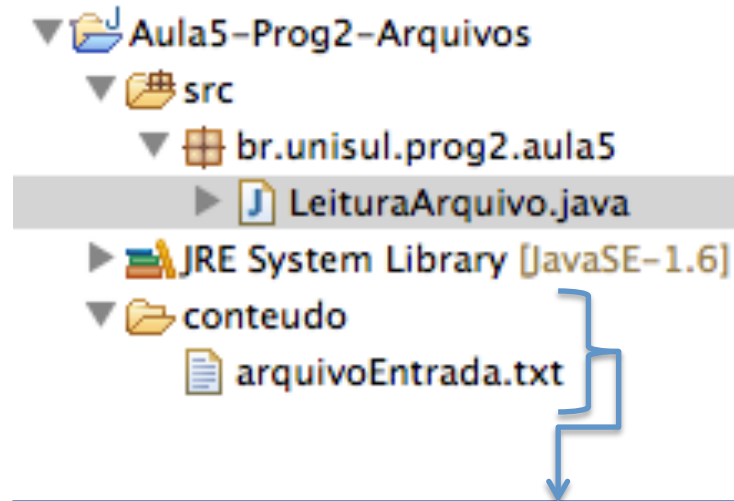 Aula5-Prog2-Arquivos
src
br.unisul.prog2.aula5
LeituraArquivo.java
JRE System Library [JavaSE-1.6]
conteudo
arquivoEntrada.txt